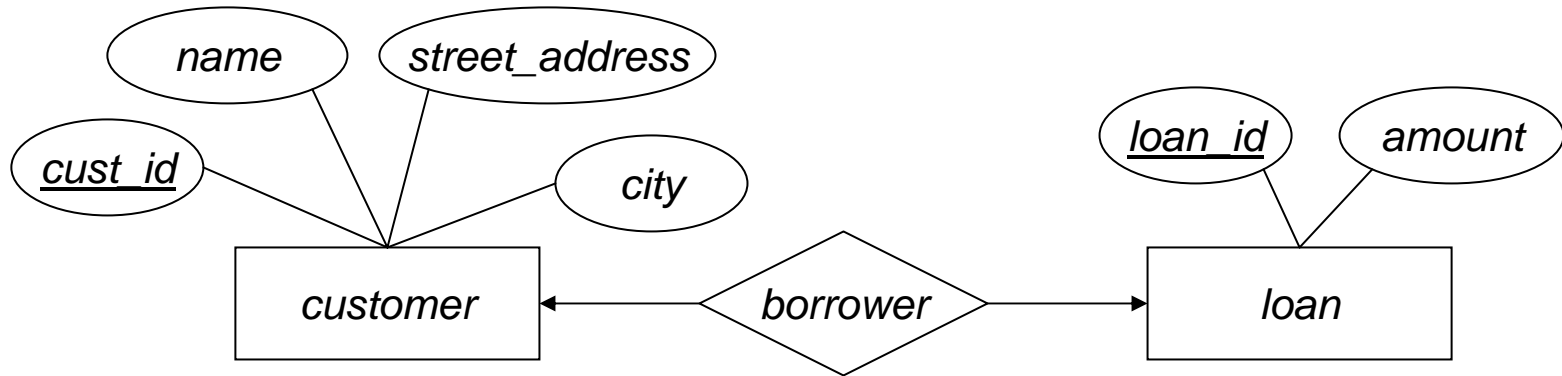 name
street_address
cust_id
city
loan_id
amount
customer
borrower
loan